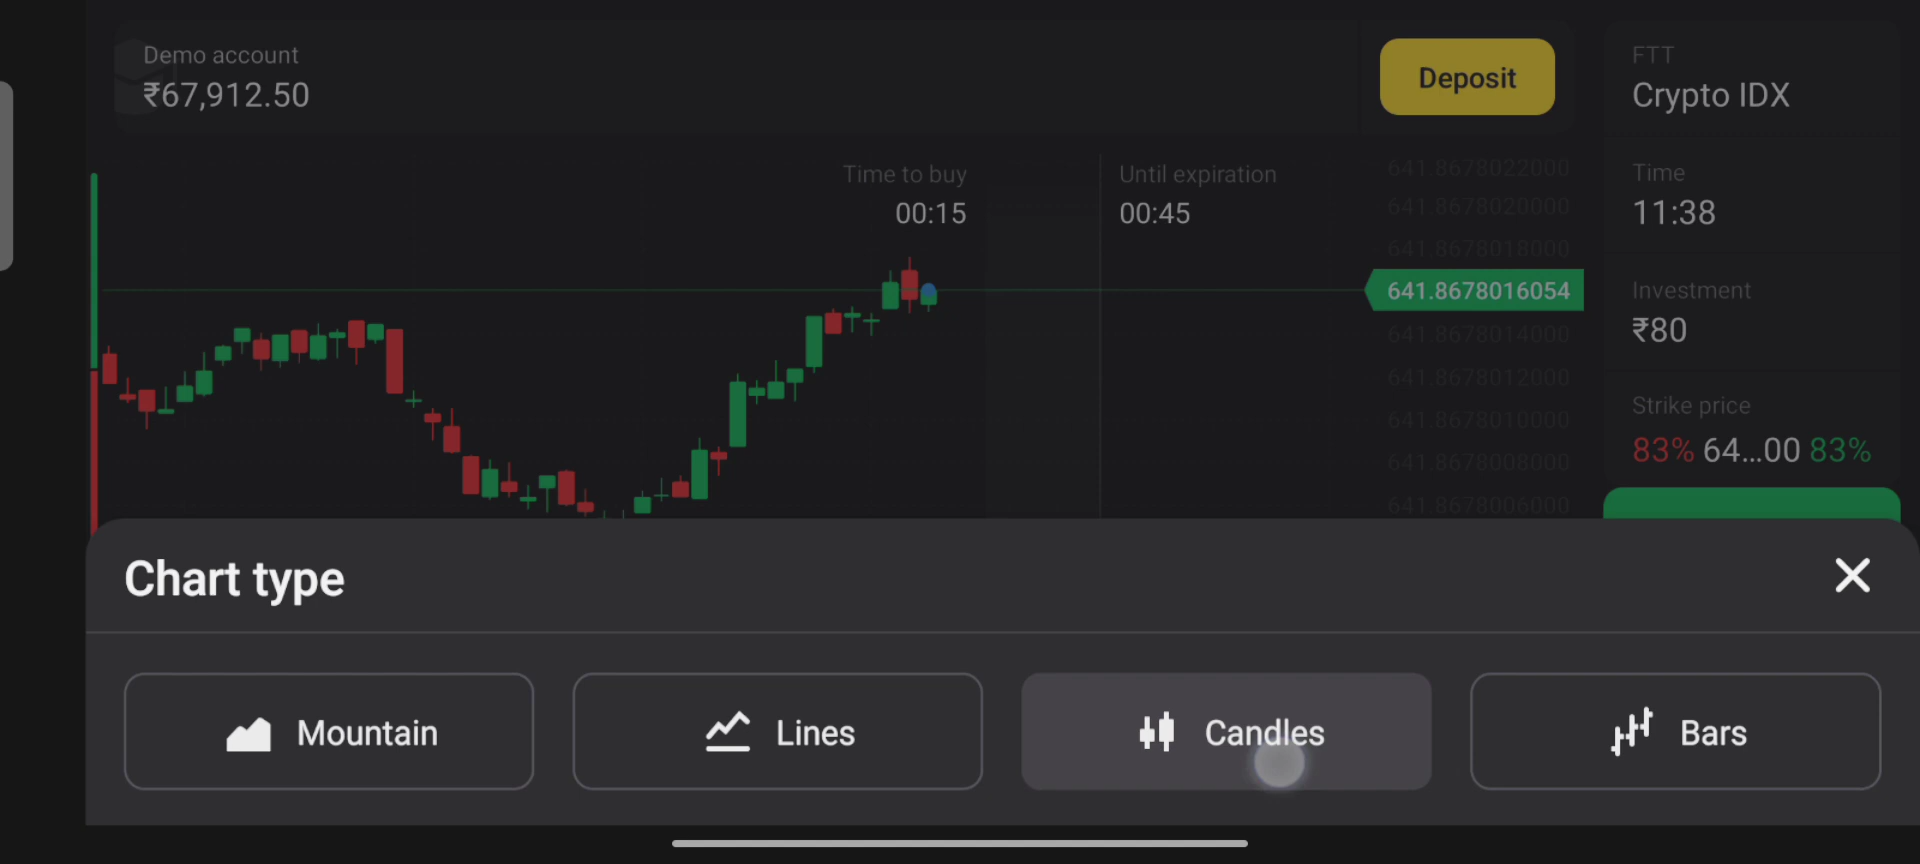 Demo account
₹67,912.50
Deposit
FTT
Crypto IDX
Time to buy
00:15
Until expiration
00:45
641.8678022000
641.8678020000
641.8678018000
641.8678016054
641.8678014000
641.8678012000
641.8678010000
641.8678008000
641.8678006000
Time
11:38
Investment
₹80
Strike price
83% 64...00 83%
Chart type
Mountain
Lines
Candles
Bars